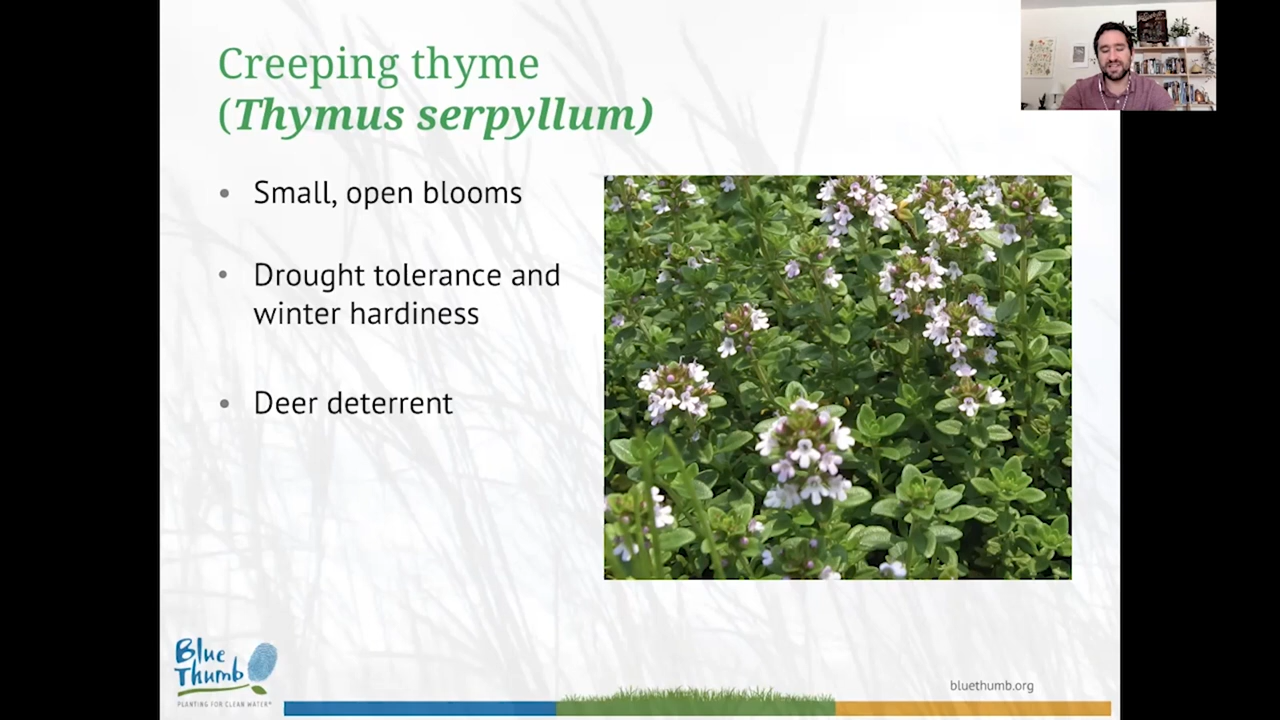 Creeping thyme
(Thymus serpyllum)
• Small, open blooms
• Drought tolerance and
winter hardiness
• Deer deterrent
Blue
Thumb
PLANTING FOR CLEAN WATER
bluethumb.org